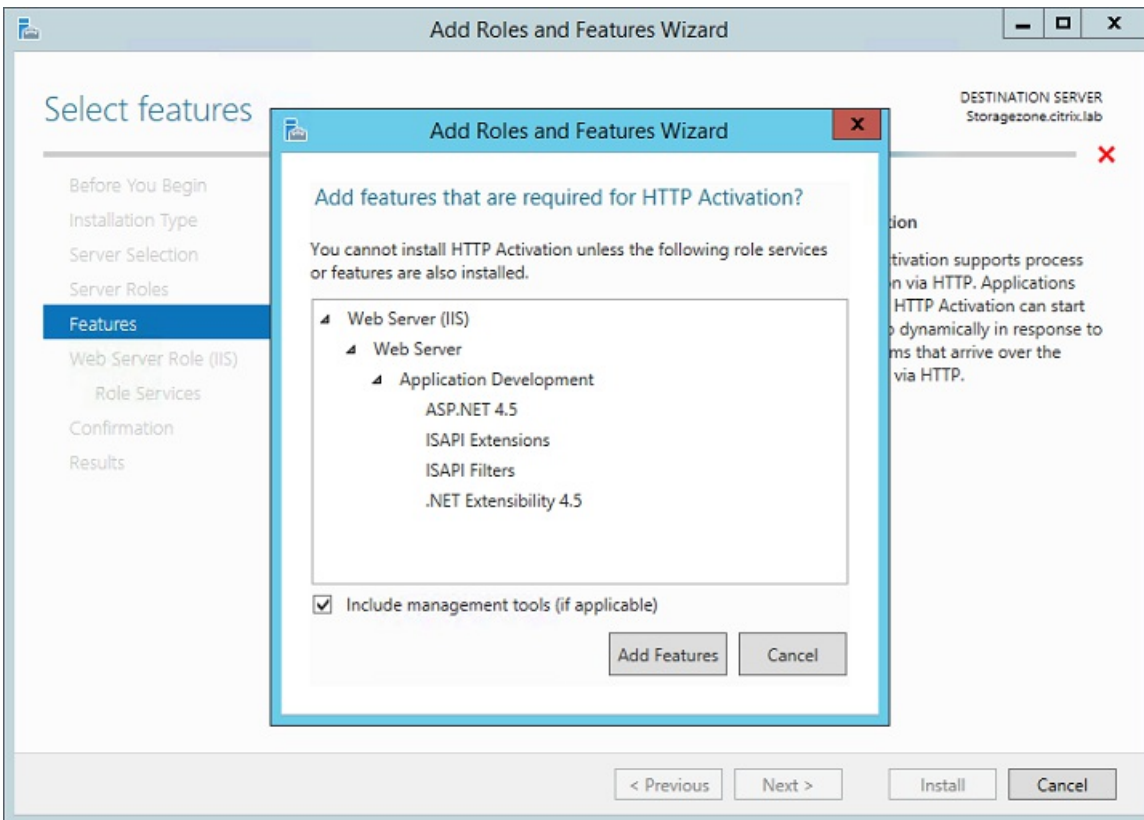 Add Roles and Features Wizard
Select features
DESTINATION SERVER
Storagezone.citrix.lab
Before You Begin
Installation Type
Server Selection
Server Roles
Features
Web Server Role (IIS)
Role Services
Confirmation
Results
Add Roles and Features Wizard
Add features that are required for HTTP Activation?
You cannot install HTTP Activation unless the following role services
or features are also installed.
Web Server (IIS)
Web Server
Application Development
ASP.NET 4.5
ISAPI Extensions
ISAPI Filters
.NET Extensibility 4.5
Include management tools (if applicable)
Add Features
Cancel
via HTTP. Applications
HTTP Activation can start
dynamically in response to
that arrive over the
via HTTP.
supports process
< Previous
Next >
Install
Cancel